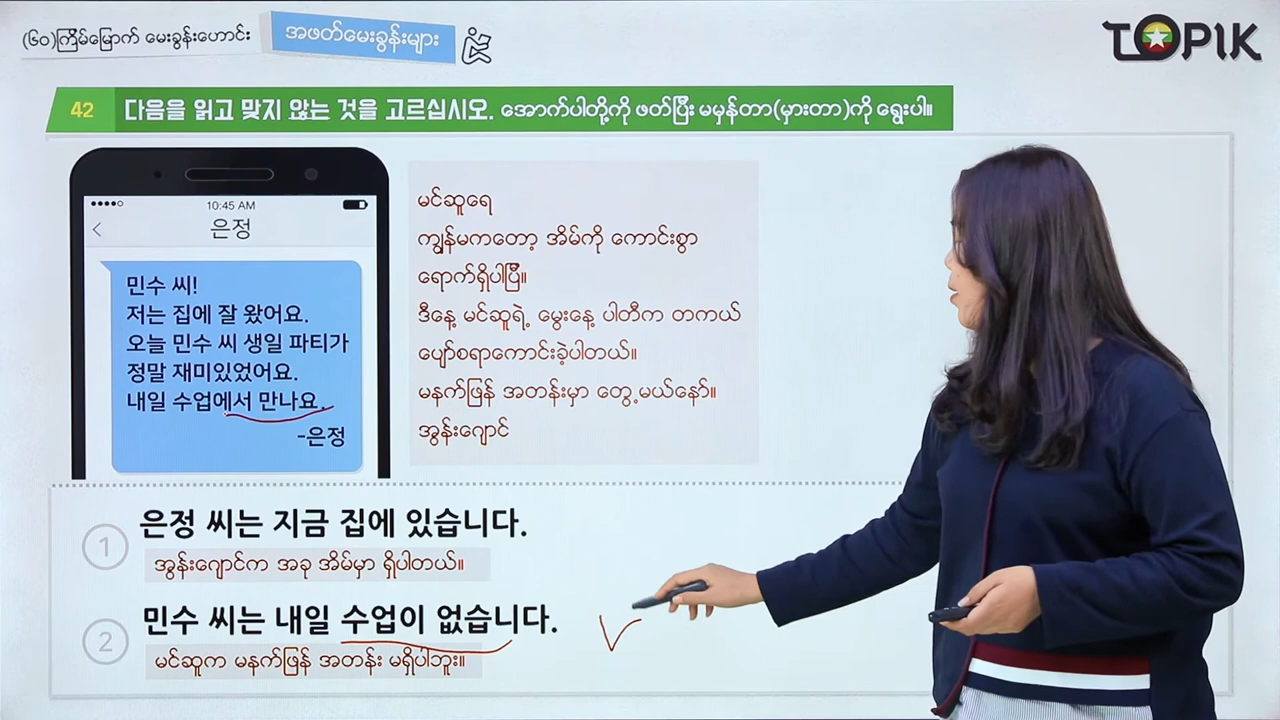 (၆၀)ကြိမ်မြောက် မေးခွန်းဟောင်း
အဖတ်မေးခွန်းများ
TOPIK
42 다음을 읽고 맞지 않는 것을 고르십시오. အောက်ပါတို့ကို ဖတ်ပြီး မမှန်တာ(မှားတာ)ကို ရွေးပါ။
10:45 AM
은정
민수 씨!
저는 집에 잘 왔어요.
오늘 민수 씨 생일 파티가
정말 재미있었어요.
내일 수업에서 만나요.
-은정
မင်ဆူရေ
ကျွန်မကတော့ အိမ်ကို ကောင်းစွာ
ရောက်ရှိပါပြီ။
ဒီနေ့ မင်ဆူရဲ့ မွေးနေ့ ပါတီက တကယ်
ပျော်စရာကောင်းခဲ့ပါတယ်။
မနက်ဖြန် အတန်းမှာ တွေ့မယ်နော်။
အွန်းဂျောင်
1 은정 씨는 지금 집에 있습니다.
အွန်းဂျောင်က အခု အိမ်မှာ ရှိပါတယ်။
2 민수 씨는 내일 수업이 없습니다.
မင်ဆူက မနက်ဖြန် အတန်း မရှိပါဘူး။